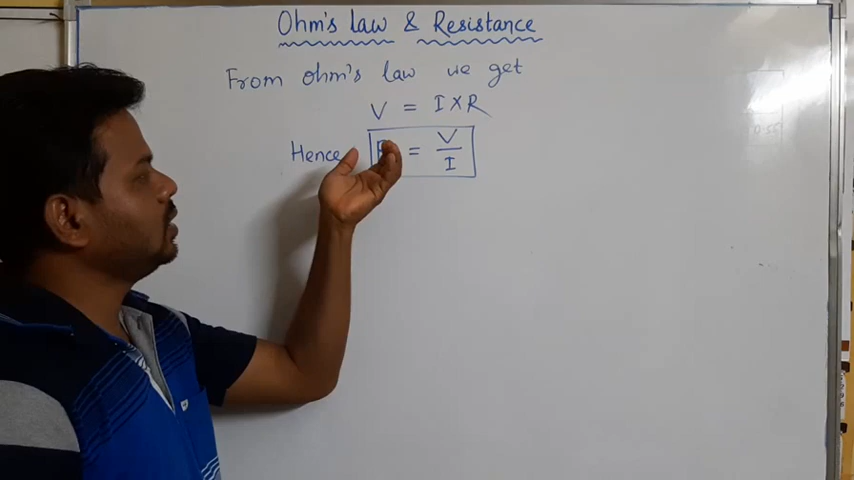 Ohm's law & Resistance
From ohm's law we get
V = I×R
Hence R = V/I